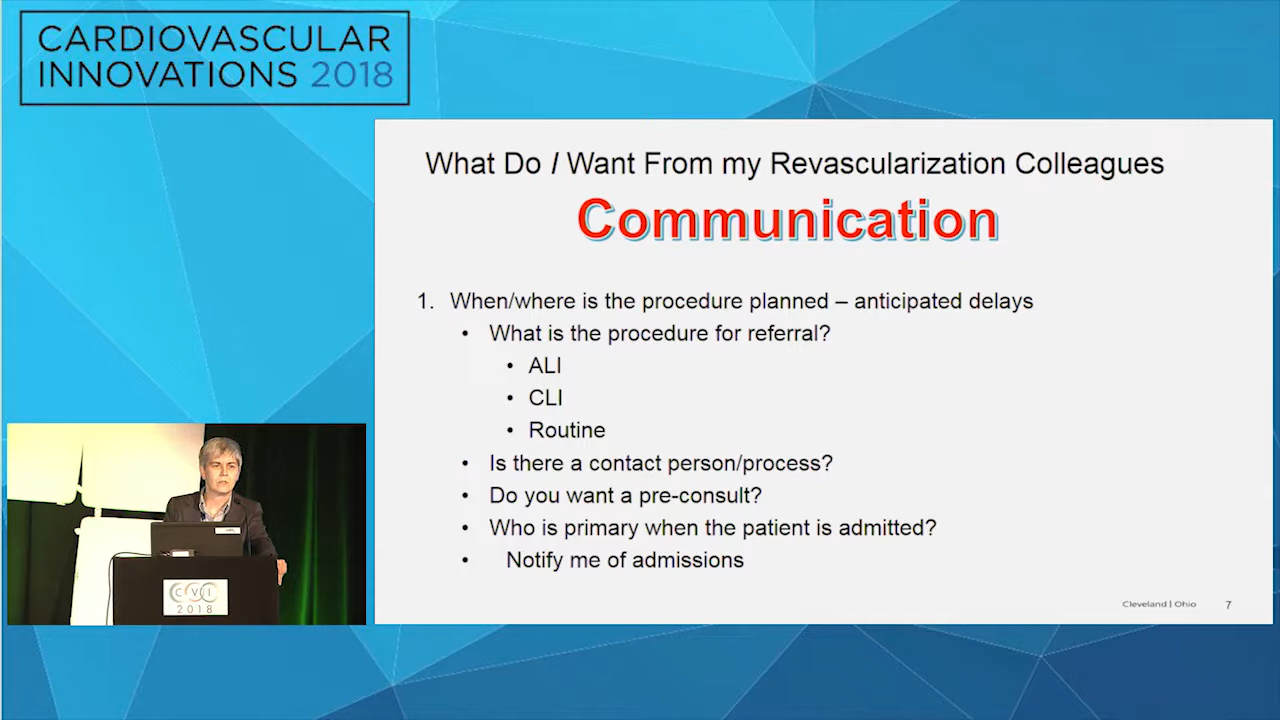 CARDIOVASCULAR
INNOVATIONS 2018
What Do I Want From my Revascularization Colleagues
Communication
1. When/where is the procedure planned – anticipated delays
• What is the procedure for referral?
• ALI
• CLI
• Routine
• Is there a contact person/process?
• Do you want a pre-consult?
• Who is primary when the patient is admitted?
• Notify me of admissions
Cleveland | Ohio 7
CVI
2018